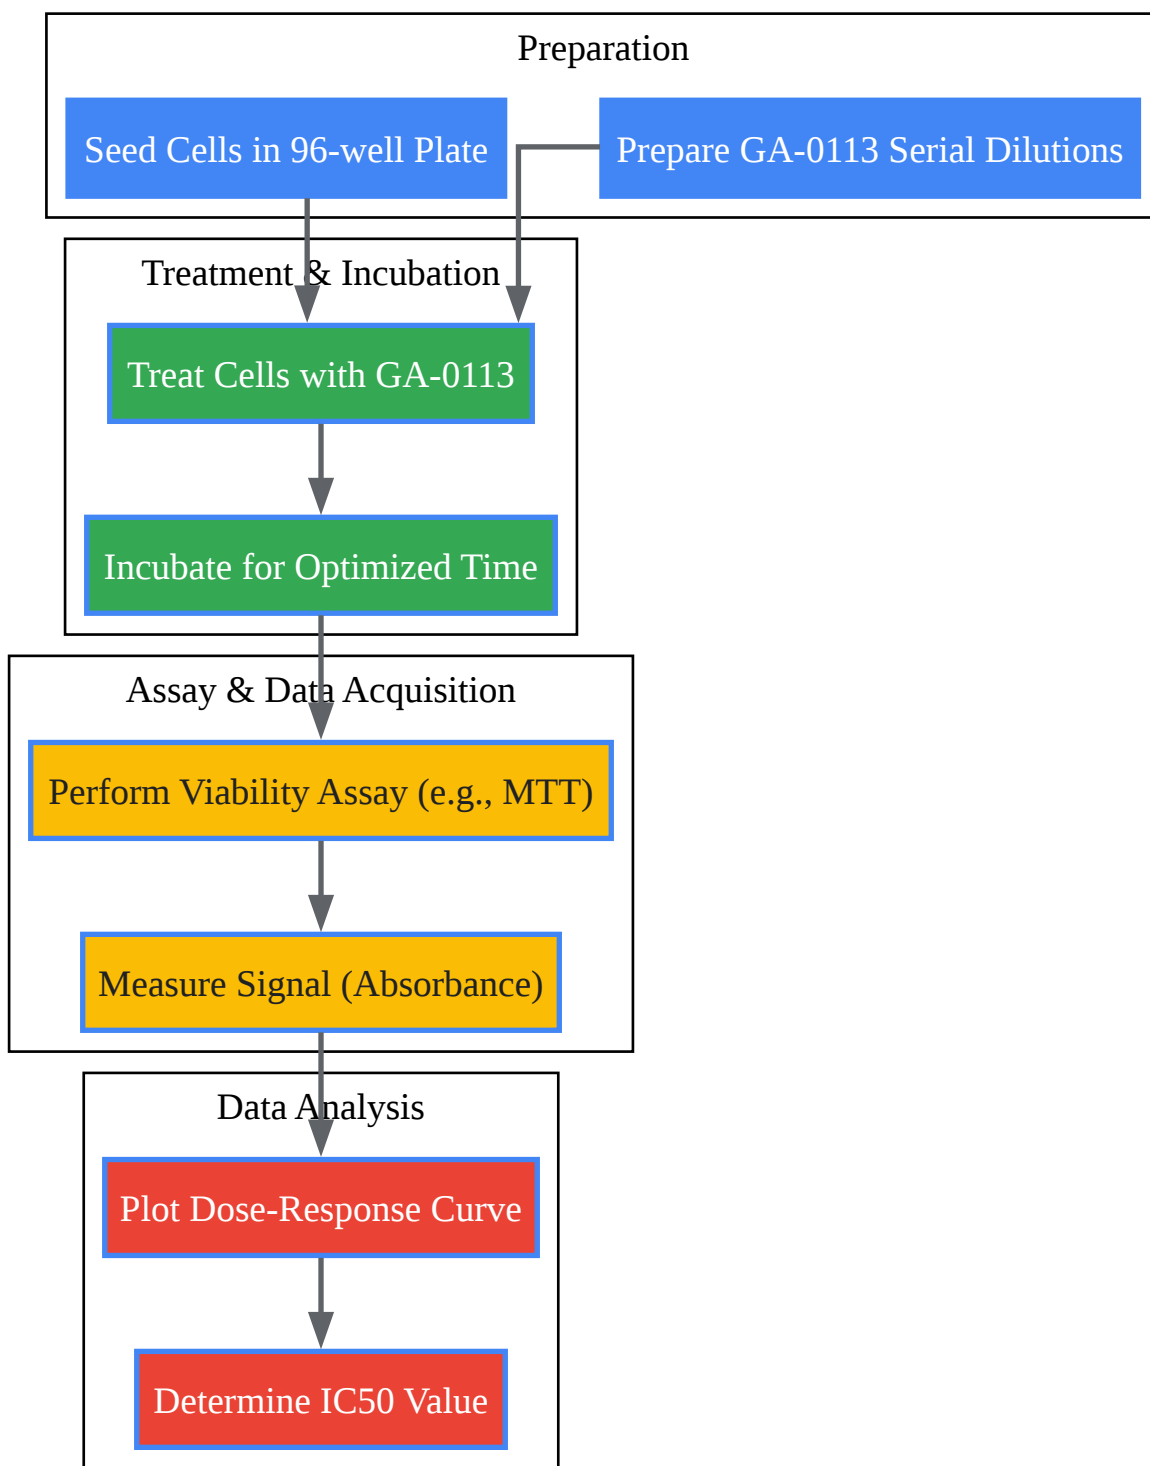 Preparation
Seed Cells in 96-well Plate
Prepare GA-0113 Serial Dilutions
Treatment & Incubation
Treat Cells with GA-0113
Incubate for Optimized Time
Assay & Data Acquisition
Perform Viability Assay (e.g., MTT)
Measure Signal (Absorbance)
Data Analysis
Plot Dose-Response Curve
Determine IC50 Value